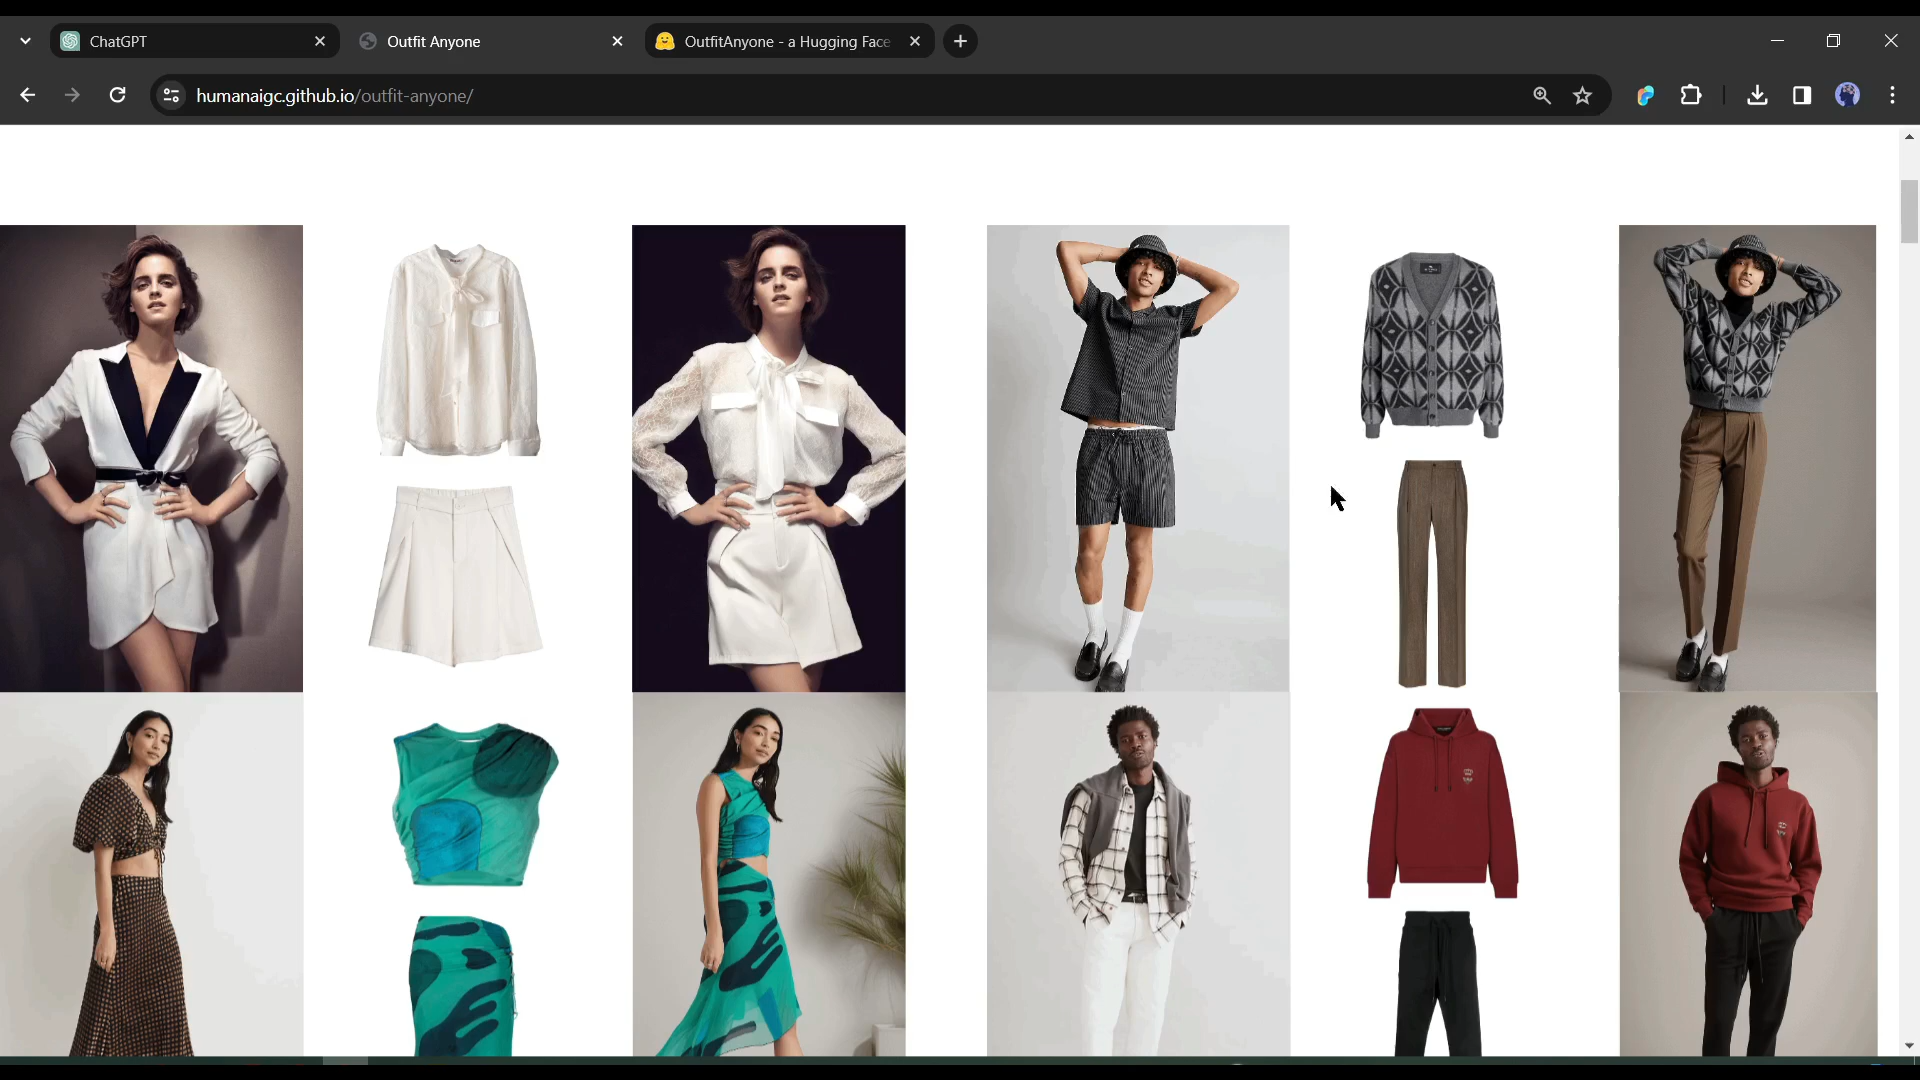 ChatGPT
Outfit Anyone
OutfitAnyone - a Hugging Face
humanaigc.github.io/outfit-anyone/